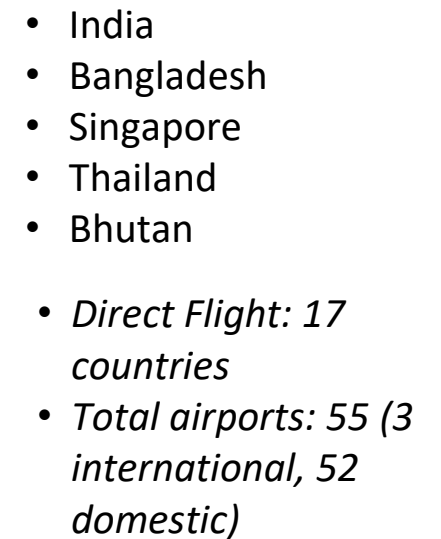 • India
• Bangladesh
• Singapore
• Thailand
• Bhutan
• Direct Flight: 17
countries
• Total airports: 55 (3
international, 52
domestic)